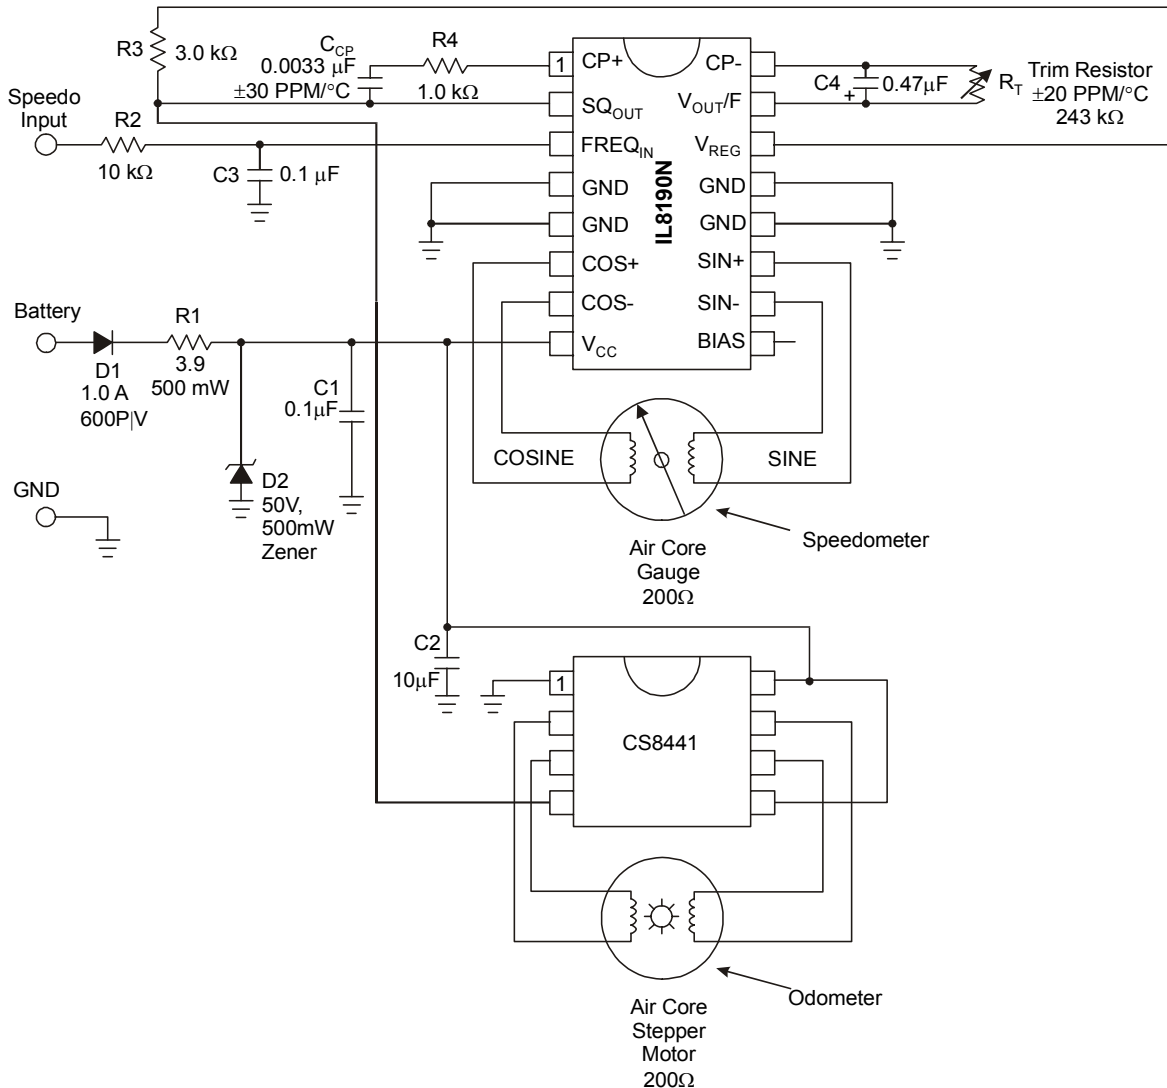 R3
3.0 kΩ
C_CP
0.0033 μF
±30 PPM/°C
R4
1.0 kΩ
Speedo
Input
R2
10 kΩ
C3
0.1 μF
1
CP+
SQ_OUT
FREQ_IN
GND
GND
COS+
COS-
V_CC
IL8190N
CP-
V_OUT/F
V_REG
GND
GND
SIN+
SIN-
BIAS
C4
+
0.47μF
R_T
Trim Resistor
±20 PPM/°C
243 kΩ
Battery
D1
1.0 A
600P|V
R1
3.9
500 mW
C1
0.1μF
D2
50V,
500mW
Zener
GND
COSINE
SINE
Speedometer
Air Core
Gauge
200Ω
C2
10μF
1
CS8441
Odometer
Air Core
Stepper
Motor
200Ω